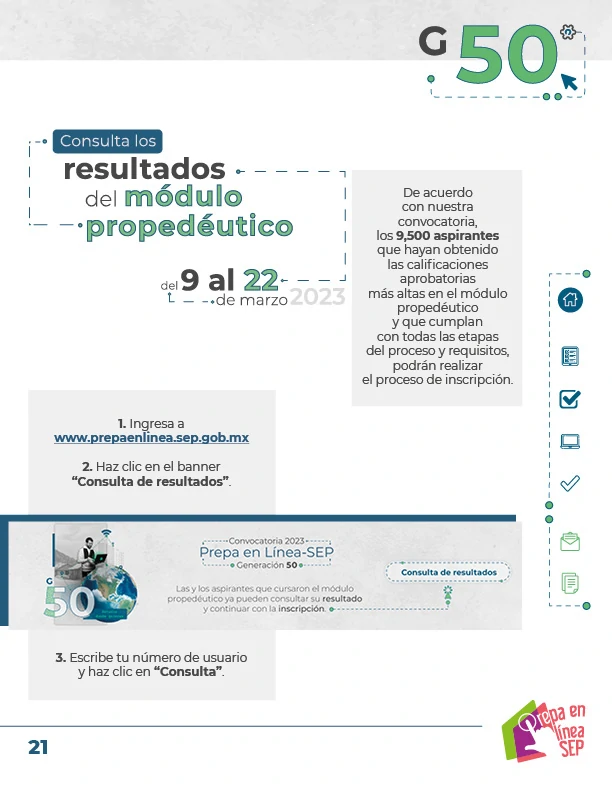 G 50
Consulta los
resultados
del módulo
propedéutico
del 9 al 22
de marzo 2023
De acuerdo
con nuestra
convocatoria,
los 9,500 aspirantes
que hayan obtenido
las calificaciones
aprobatorias
más altas en el módulo
propedéutico
y que cumplan
con todas las etapas
del proceso y requisitos,
podrán realizar
el proceso de inscripción.
1. Ingresa a
www.prepaenlinea.sep.gob.mx
2. Haz clic en el banner
“Consulta de resultados”.
G
50
Convocatoria 2023
Prepa en Línea-SEP
Generación 50
Las y los aspirantes que cursaron el módulo
propedéutico ya pueden consultar su resultado
y continuar con la inscripción.
Consulta de resultados
3. Escribe tu número de usuario
y haz clic en “Consulta”.
21
Prepa en
línea
SEP